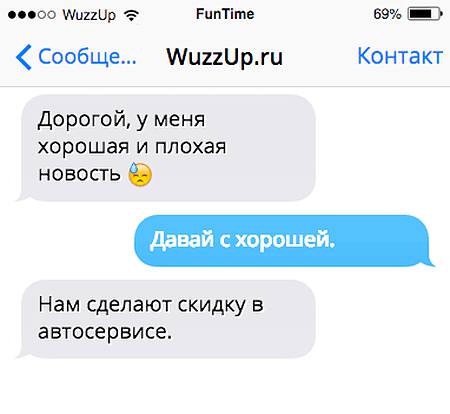 WuzzUp FunTime 69%
Сообще... WuzzUp.ru Контакт
Дорогой, у меня
хорошая и плохая
новость 😓
Давай с хорошей.
Нам сделают скидку в
автосервисе.